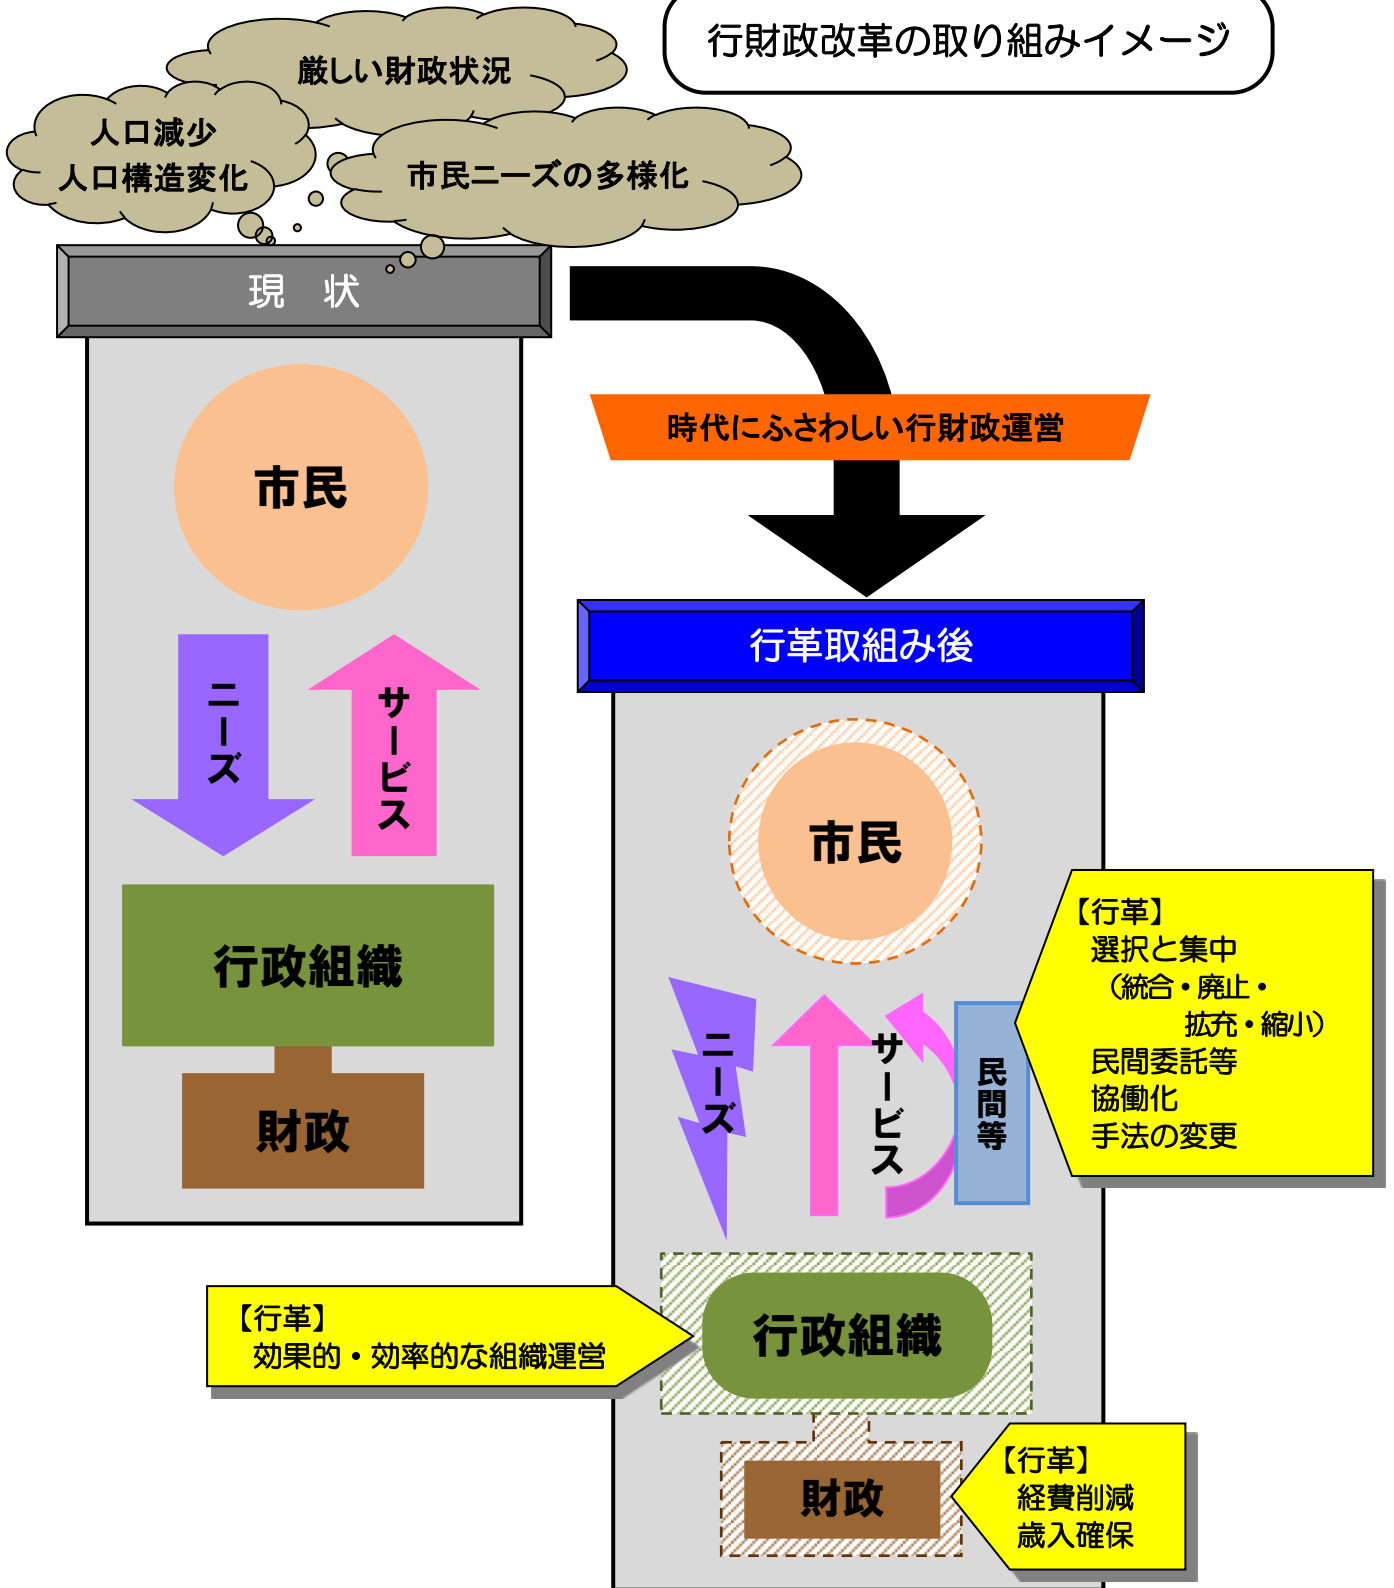 行財政改革の取り組みイメージ
厳しい財政状況
人口減少
人口構造変化
市民ニーズの多様化
現　状
市民
ニーズ
サービス
行政組織
財政
時代にふさわしい行財政運営
行革取組み後
市民
ニーズ
サービス
民間等
【行革】
選択と集中
（統合・廃止・
拡充・縮小）
民間委託等
協働化
手法の変更
【行革】
効果的・効率的な組織運営
行政組織
財政
【行革】
経費削減
歳入確保